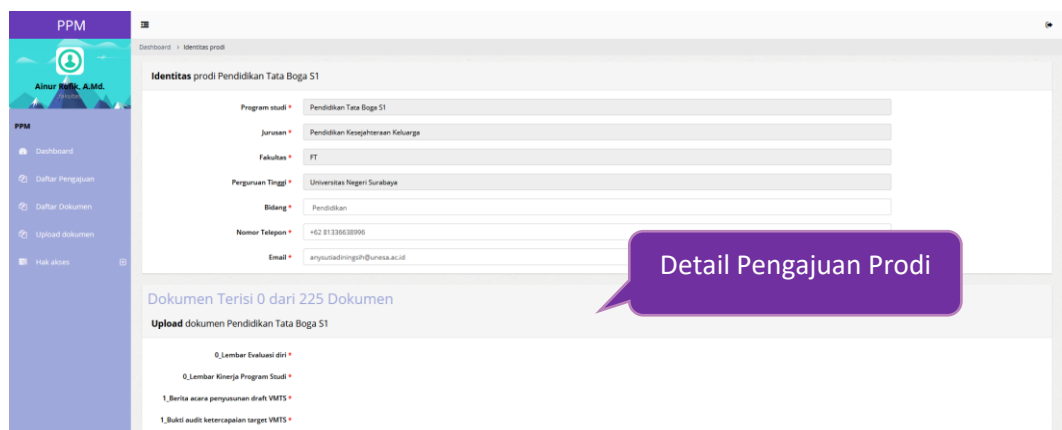 PPM
Dashboard > Identitas prodi
Ainur Rofik, A.Md.
PPM
Dashboard
Daftar Pengajuan
Daftar Dokumen
Upload dokumen
Hak akses
Identitas prodi Pendidikan Tata Boga S1
Program studi * Pendidikan Tata Boga S1
Jurusan * Pendidikan Kesejahteraan Keluarga
Fakultas * FT
Perguruan Tinggi * Universitas Negeri Surabaya
Bidang * Pendidikan
Nomor Telepon * +62 81336638996
Email * anysutiadiningsih@unesa.ac.id
Detail Pengajuan Prodi
Dokumen Terisi 0 dari 225 Dokumen
Upload dokumen Pendidikan Tata Boga S1
0_Lembar Evaluasi diri *
0_Lembar Kinerja Program Studi *
1_Berita acara penyusunan draft VMTS *
1_Bukti audit ketercapaian target VMTS *